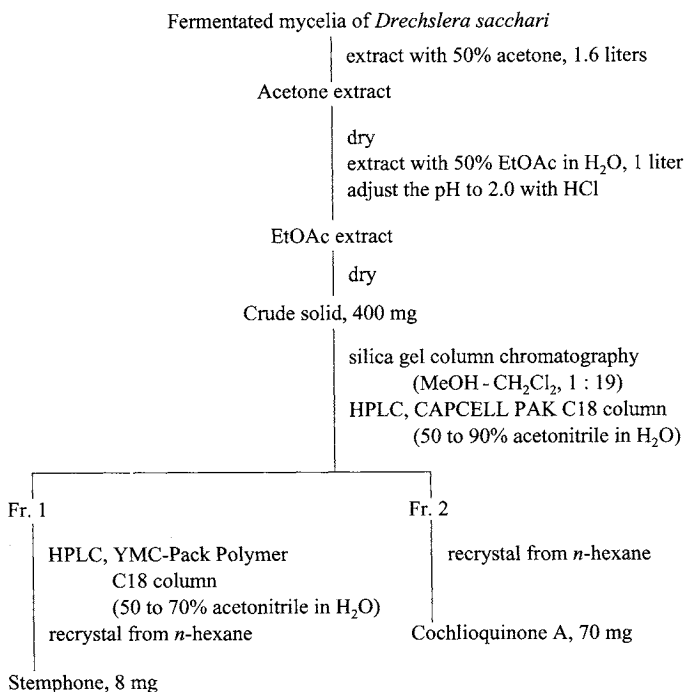 Fermentated mycelia of Drechslera sacchari
extract with 50% acetone, 1.6 liters
Acetone extract
dry
extract with 50% EtOAc in H₂O, 1 liter
adjust the pH to 2.0 with HCl
EtOAc extract
dry
Crude solid, 400 mg
silica gel column chromatography
(MeOH - CH₂Cl₂, 1 : 19)
HPLC, CAPCELL PAK C18 column
(50 to 90% acetonitrile in H₂O)
Fr. 1
HPLC, YMC-Pack Polymer
C18 column
(50 to 70% acetonitrile in H₂O)
recrystal from n-hexane
Stemphone, 8 mg
Fr. 2
recrystal from n-hexane
Cochlioquinone A, 70 mg